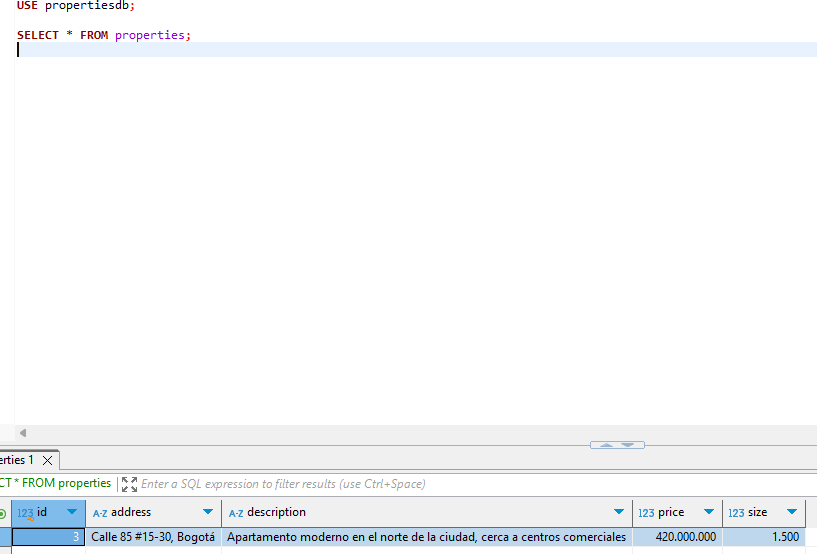 USE propertiesdb;
SELECT * FROM properties;
erties 1
CT * FROM properties Enter a SQL expression to filter results (use Ctrl+Space)
123 id A-Z address A-Z description 123 price 123 size
3 Calle 85 #15-30, Bogotá Apartamento moderno en el norte de la ciudad, cerca a centros comerciales 420.000.000 1.500